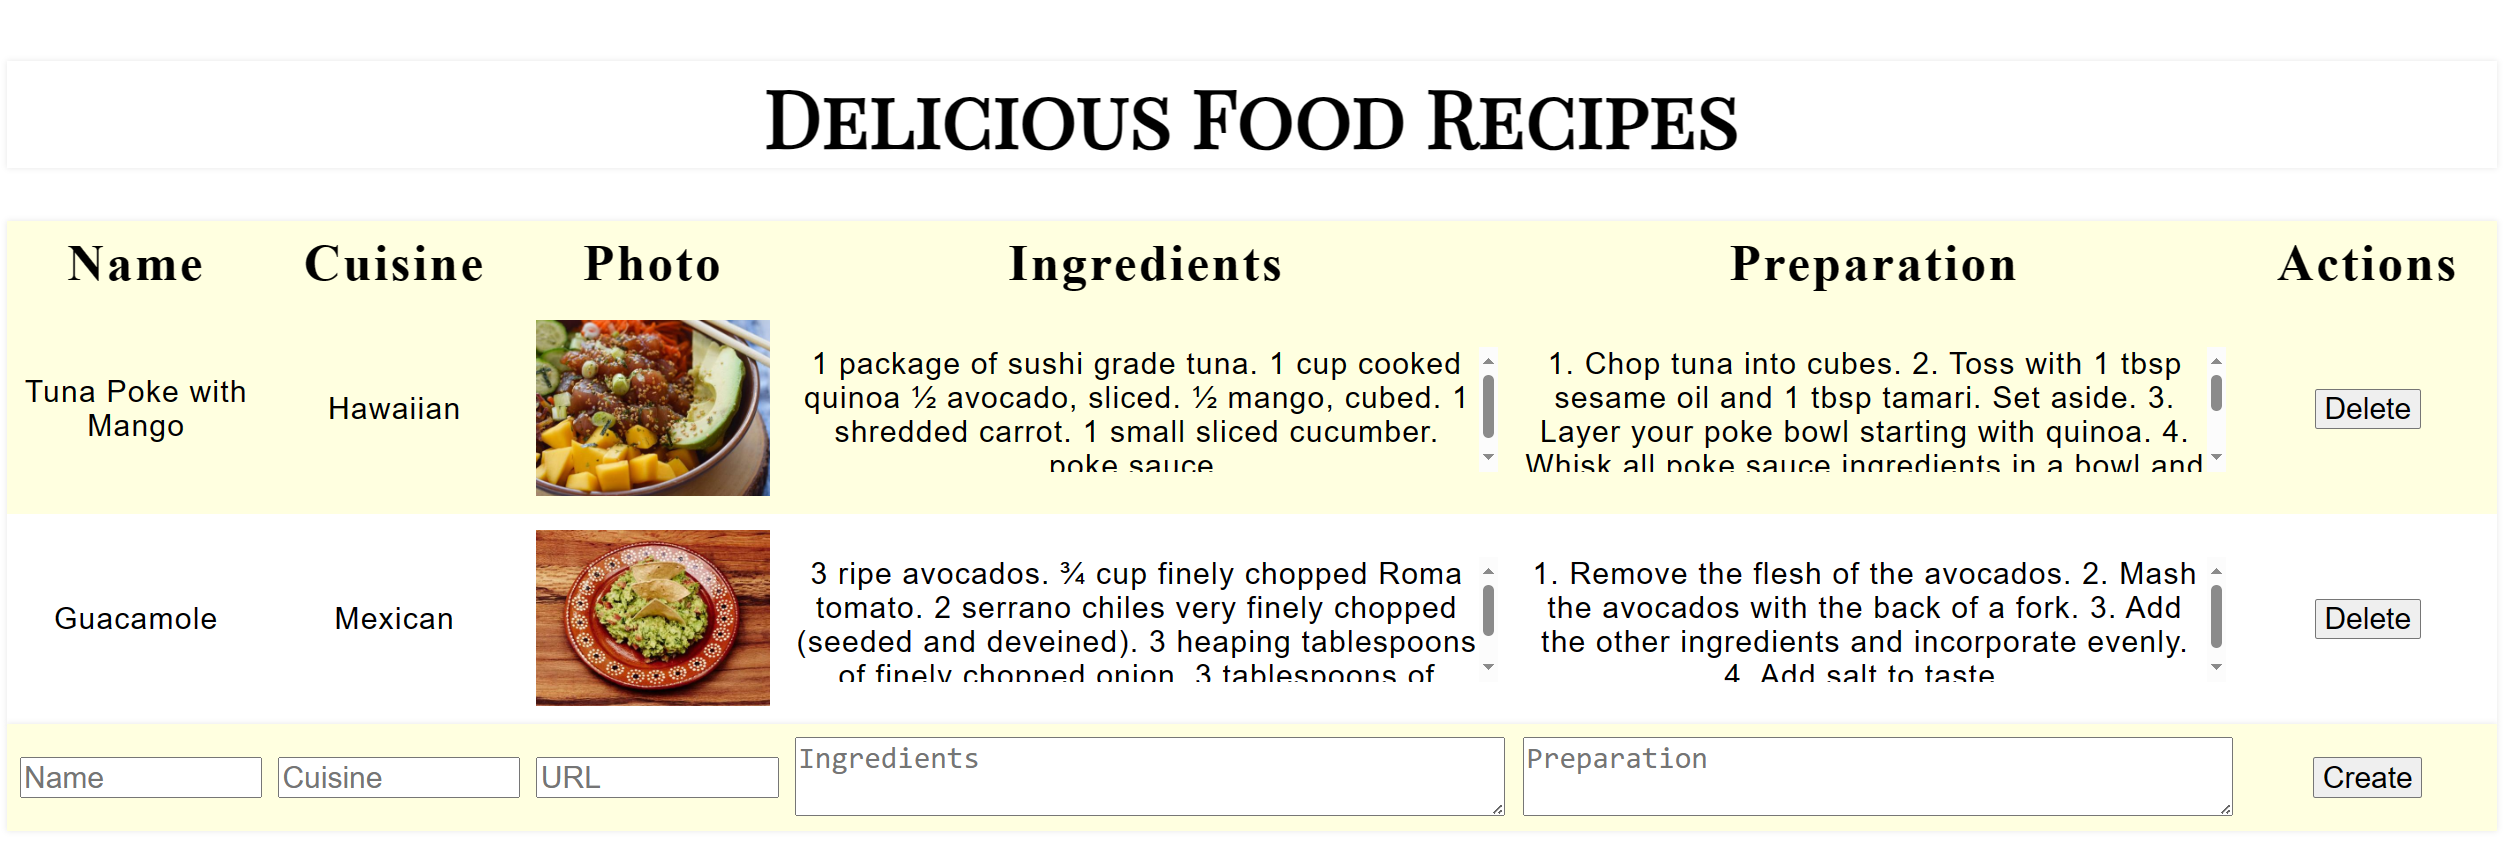 Delicious Food Recipes
Name Cuisine Photo Ingredients Preparation Actions
Tuna Poke with
Mango
Hawaiian
1 package of sushi grade tuna. 1 cup cooked
quinoa ½ avocado, sliced. ½ mango, cubed. 1
shredded carrot. 1 small sliced cucumber.
poke sauce
1. Chop tuna into cubes. 2. Toss with 1 tbsp
sesame oil and 1 tbsp tamari. Set aside. 3.
Layer your poke bowl starting with quinoa. 4.
Whisk all poke sauce ingredients in a bowl and
Delete
Guacamole
Mexican
3 ripe avocados. ¾ cup finely chopped Roma
tomato. 2 serrano chiles very finely chopped
(seeded and deveined). 3 heaping tablespoons
of finely chopped onion. 3 tablespoons of
1. Remove the flesh of the avocados. 2. Mash
the avocados with the back of a fork. 3. Add
the other ingredients and incorporate evenly.
4. Add salt to taste
Delete
Name Cuisine URL Ingredients Preparation Create